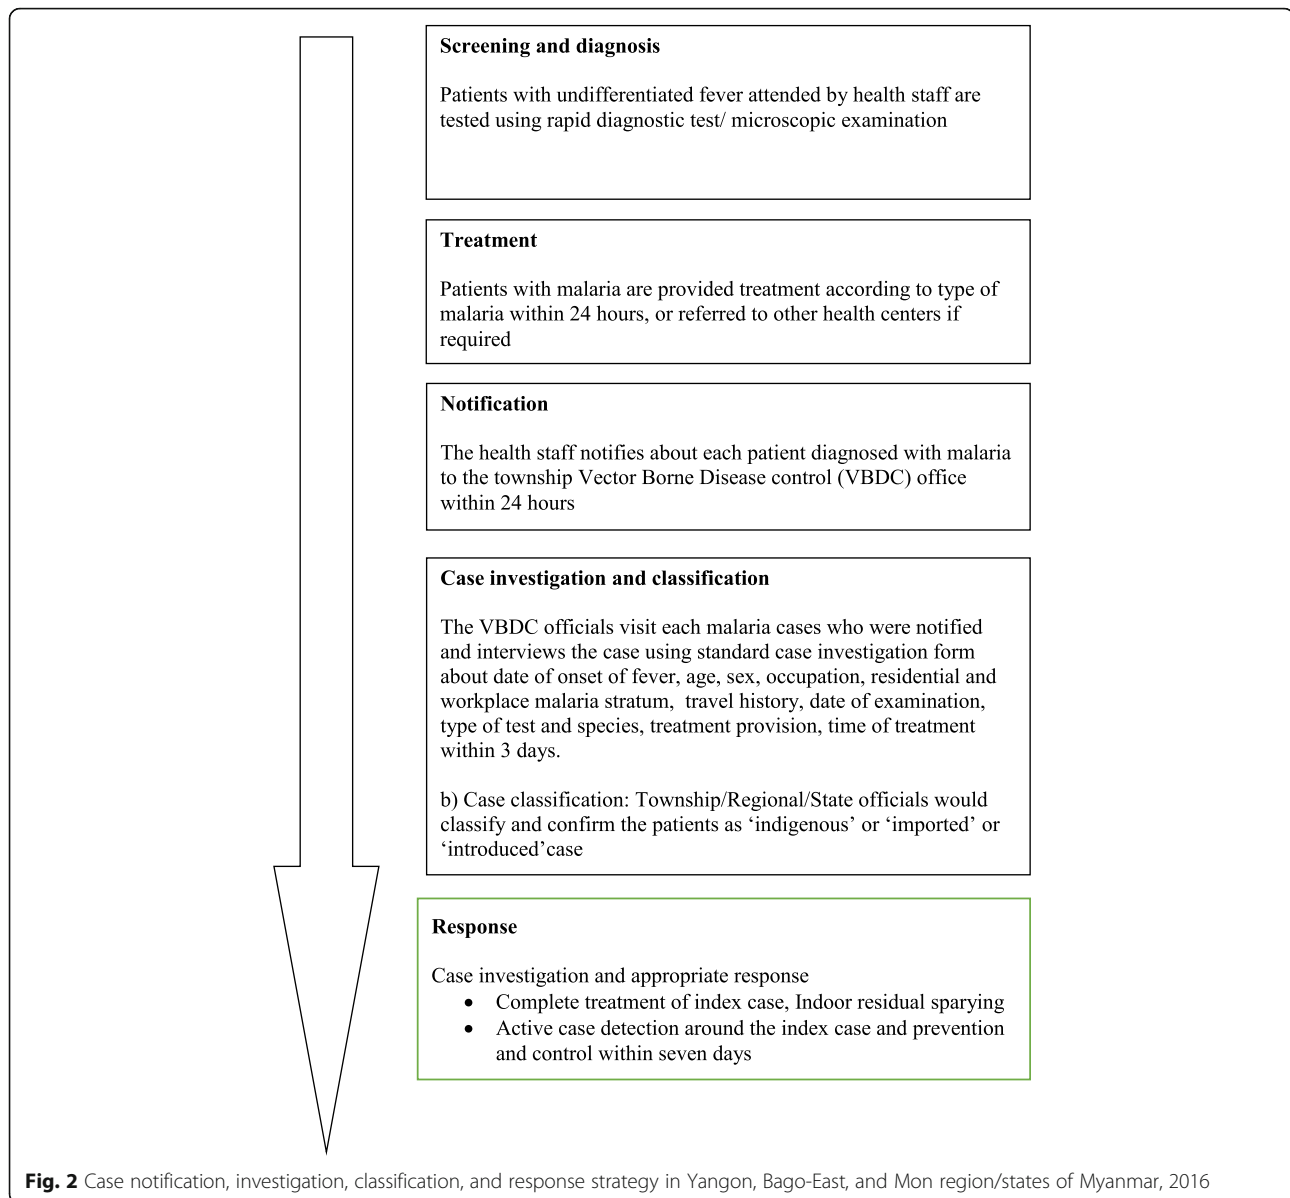 Screening and diagnosis
Patients with undifferentiated fever attended by health staff are
tested using rapid diagnostic test/ microscopic examination
Treatment
Patients with malaria are provided treatment according to type of
malaria within 24 hours, or referred to other health centers if
required
Notification
The health staff notifies about each patient diagnosed with malaria
to the township Vector Borne Disease control (VBDC) office
within 24 hours
Case investigation and classification
The VBDC officials visit each malaria cases who were notified
and interviews the case using standard case investigation form
about date of onset of fever, age, sex, occupation, residential and
workplace malaria stratum,  travel history, date of examination,
type of test and species, treatment provision, time of treatment
within 3 days.
b) Case classification: Township/Regional/State officials would
classify and confirm the patients as ‘indigenous’ or ‘imported’ or
‘introduced’case
Response
Case investigation and appropriate response
• Complete treatment of index case, Indoor residual sparying
• Active case detection around the index case and prevention
and control within seven days
Fig. 2 Case notification, investigation, classification, and response strategy in Yangon, Bago-East, and Mon region/states of Myanmar, 2016